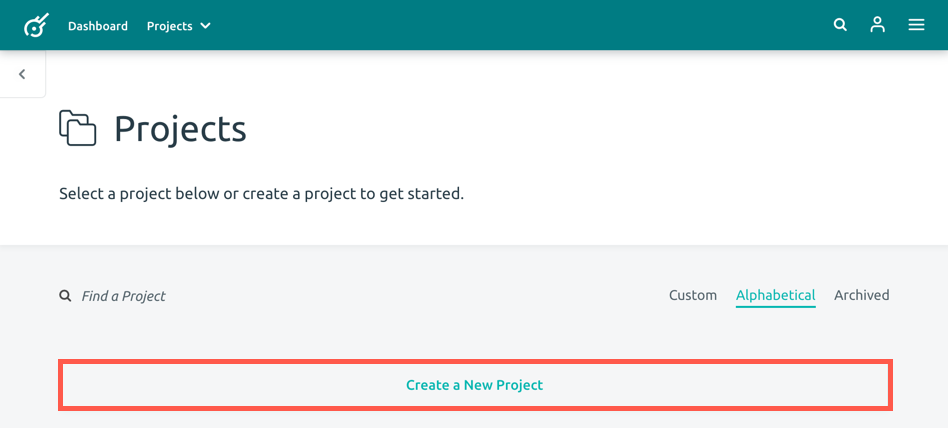 Dashboard Projects
Projects
Select a project below or create a project to get started.
Find a Project Custom Alphabetical Archived
Create a New Project